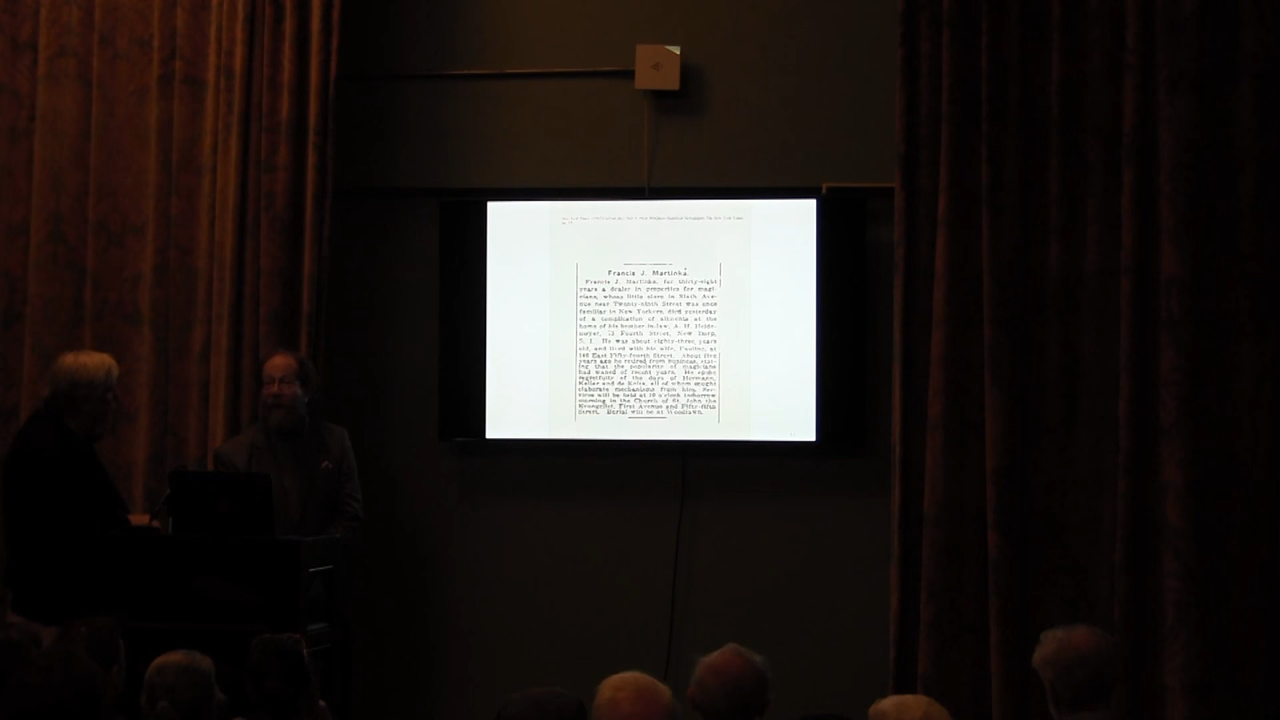 Francis J. Martinka.
Francis J. Martinka, for thirty-eight
years a dealer in properties for magi-
cians, whose little store in Sixth Ave-
nue near Twenty-ninth Street was once
familiar to New Yorkers, died yesterday
of a complication of ailments at the
home of his brother-in-law, A. H.
Fourth Street, New Dorp,
S. I. He was about eighty-three years
old, and lived with his wife, Pauline, at
East Fifty-fourth Street. About five
years ago he retired from business, stat-
ing that the popularity of magicians
had waned of recent years. He spoke
regretfully of the days of Hermann,
Kellar and de Kolta, all of whom sought
elaborate mechanisms from him. Ser-
vices will be held at 10 o'clock tomorrow
morning in the Church of St. John the
Evangelist, First Avenue and Fifty-fifth
Street. Burial will be at Woodlawn.